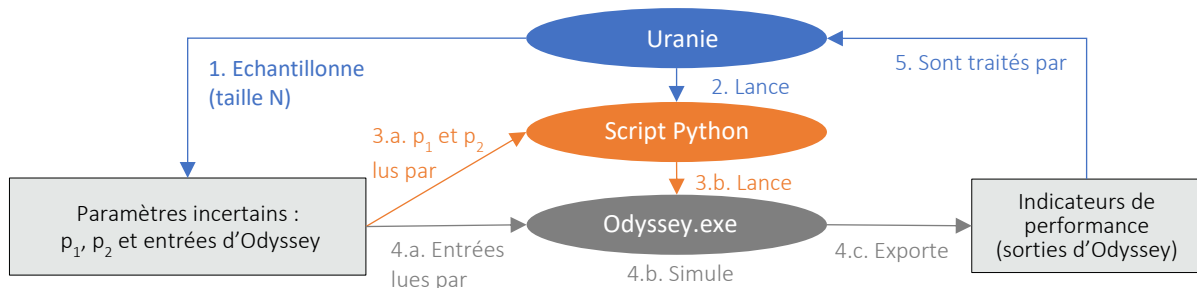 Uranie
1. Echantillonne
(taille N)
5. Sont traités par
2. Lance
Script Python
3.a. p₁ et p₂
lus par
3.b. Lance
Paramètres incertains :
p₁, p₂ et entrées d’Odyssey
Odyssey.exe
Indicateurs de
performance
(sorties d’Odyssey)
4.a. Entrées
lues par
4.b. Simule
4.c. Exporte